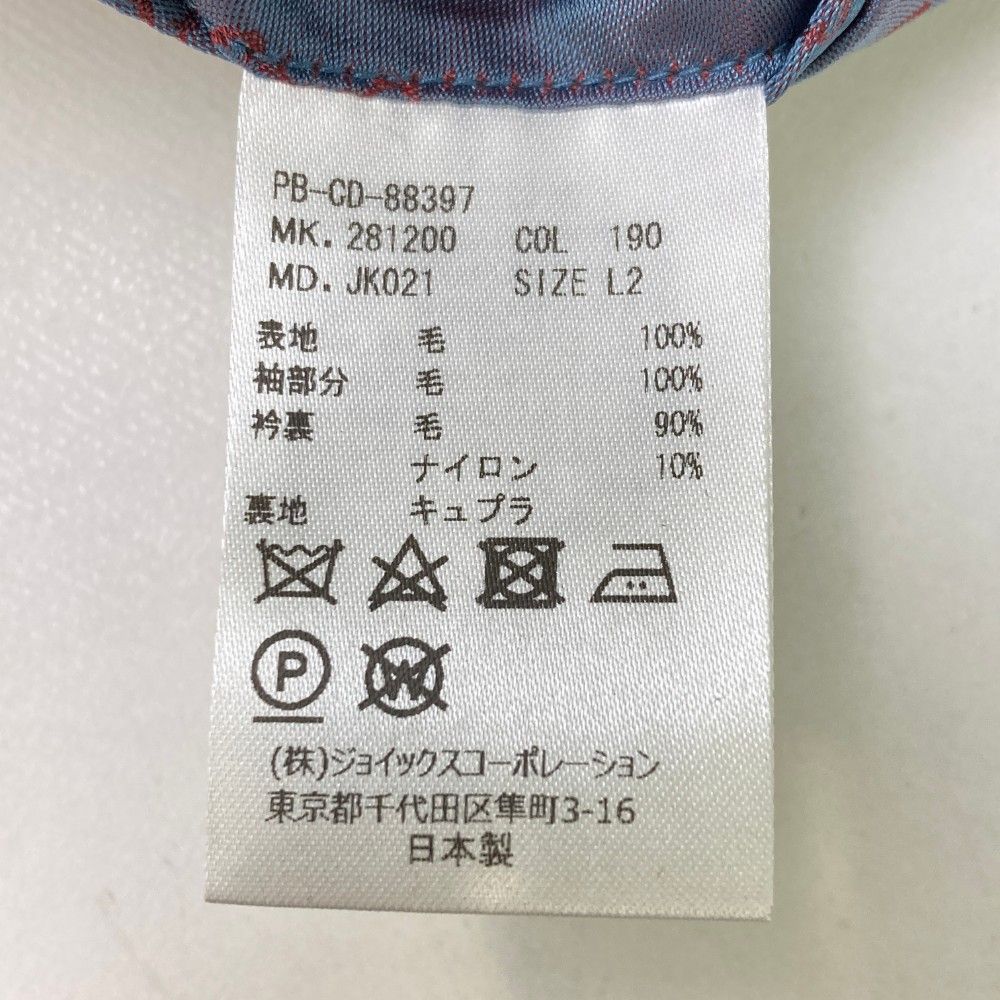 PB-CD-88397
MK. 281200 COL 190
MD. JK021 SIZE L2
表地 毛 100%
袖部分 毛 100%
衿裏 毛 90%
ナイロン 10%
裏地 キュプラ
P W
(株)ジョイックスコーポレーション
東京都千代田区隼町3-16
日本製